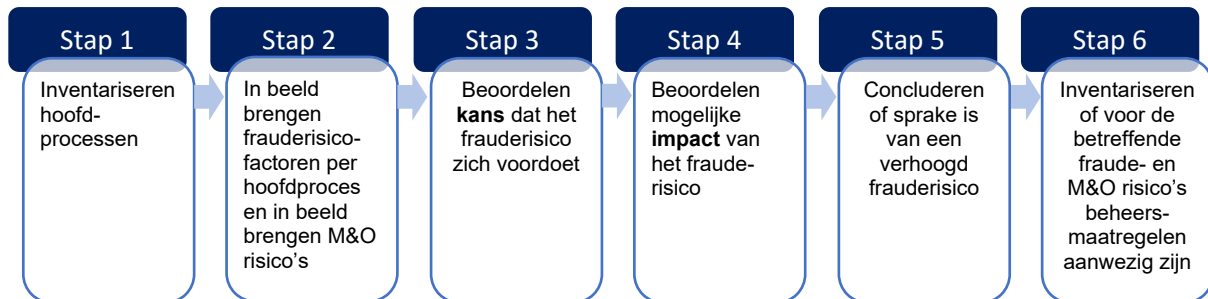 Stap 1
Inventariseren
hoofd-
processen
Stap 2
In beeld
brengen
frauderisico-
factoren per
hoofdproces
en in beeld
brengen M&O
risico’s
Stap 3
Beoordelen
kans dat het
frauderisico
zich voordoet
Stap 4
Beoordelen
mogelijke
impact van
het fraude-
risico
Stap 5
Concluderen
of sprake is
van een
verhoogd
frauderisico
Stap 6
Inventariseren
of voor de
betreffende
fraude- en
M&O risico’s
beheers-
maatregelen
aanwezig zijn